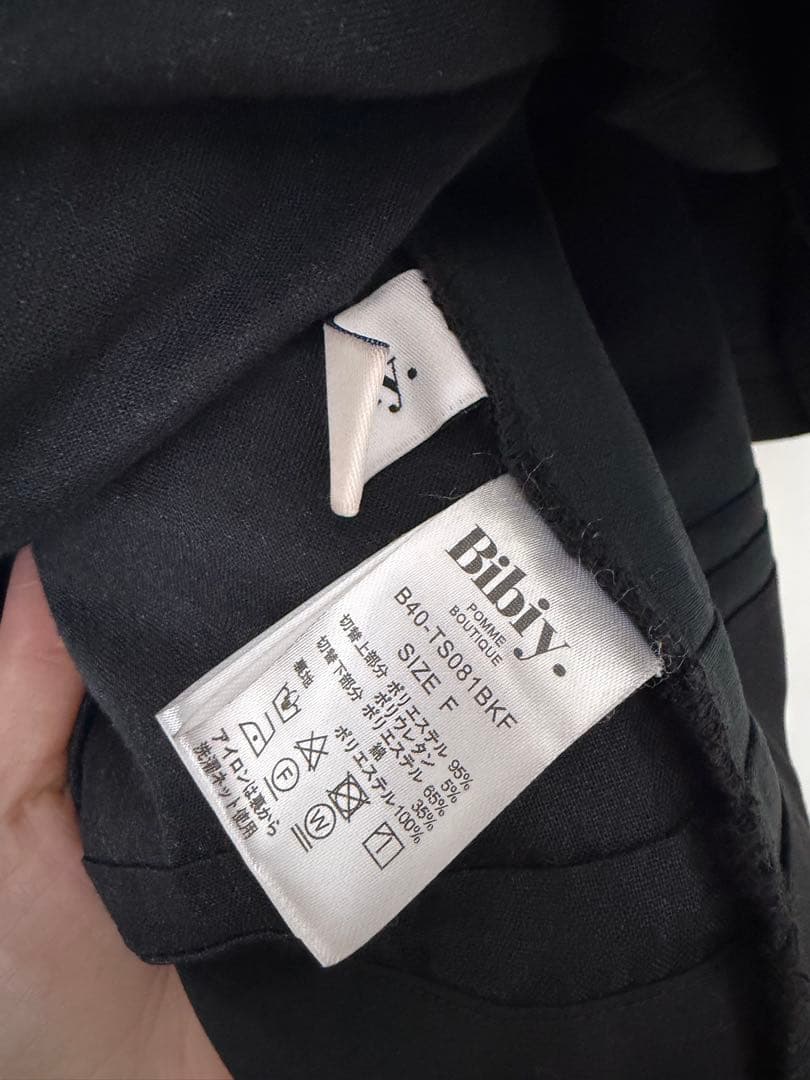 y.
Bibiy.
POMME
BOUTIQUE
B40-TS081BKF
SIZE F
切替上部分 ポリエステル 95%
ポリウレタン 5%
切替下部分 ポリエステル 65%
綿 35%
裏地 ポリエステル 100%
F
W
アイロンは裏から
洗濯ネット使用